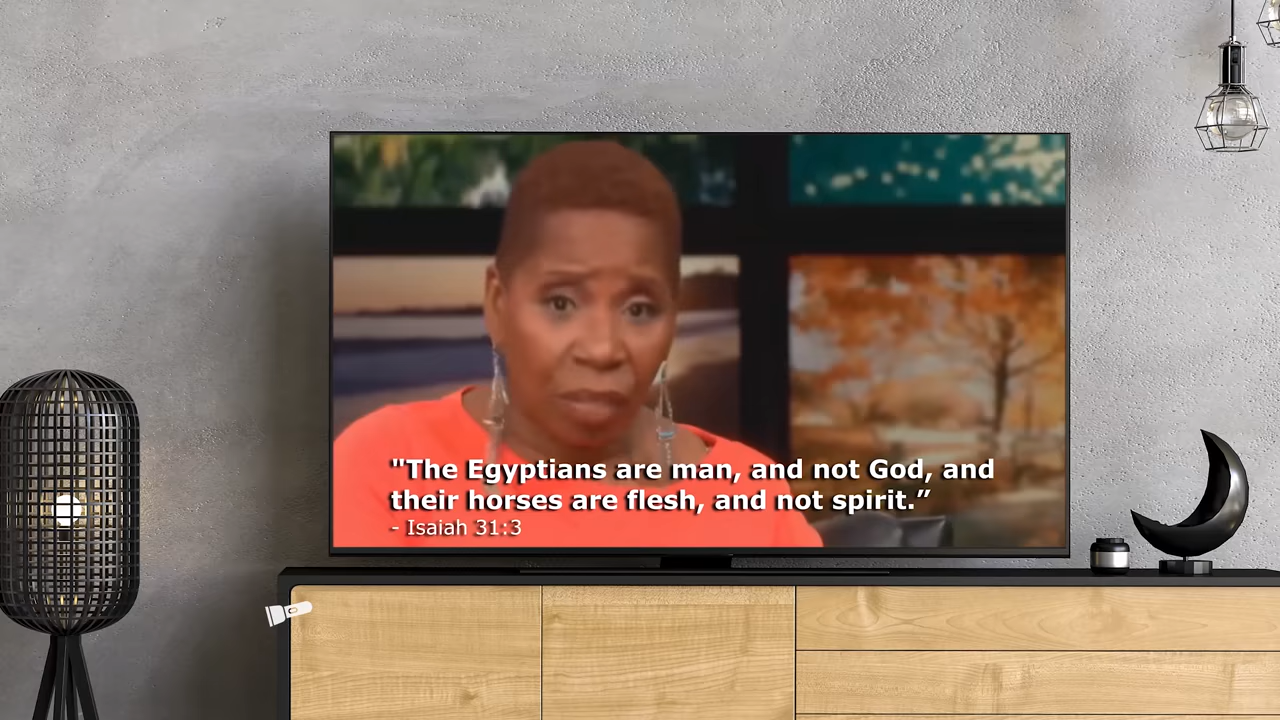 "The Egyptians are man, and not God, and
their horses are flesh, and not spirit.”
- Isaiah 31:3